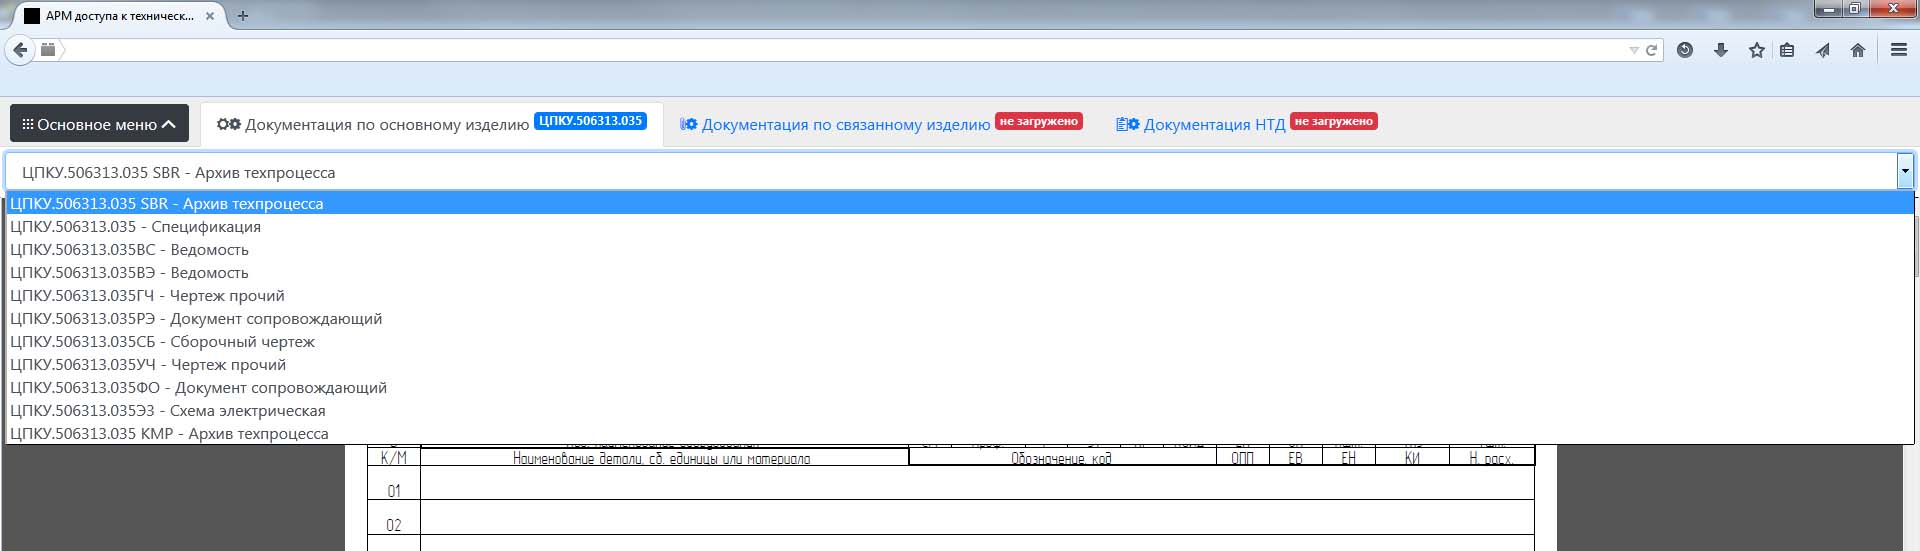 АРМ доступа к техническ...
Основное меню
Документация по основному изделию ЦПКУ.506313.035
Документация по связанному изделию не загружено
Документация НТД не загружено
ЦПКУ.506313.035 SBR - Архив техпроцесса
ЦПКУ.506313.035 SBR - Архив техпроцесса
ЦПКУ.506313.035 - Спецификация
ЦПКУ.506313.035ВС - Ведомость
ЦПКУ.506313.035ВЭ - Ведомость
ЦПКУ.506313.035ГЧ - Чертеж прочий
ЦПКУ.506313.035РЭ - Документ сопровождающий
ЦПКУ.506313.035СБ - Сборочный чертеж
ЦПКУ.506313.035УЧ - Чертеж прочий
ЦПКУ.506313.035ФО - Документ сопровождающий
ЦПКУ.506313.035Э3 - Схема электрическая
ЦПКУ.506313.035 КМР - Архив техпроцесса
К/М Наименование детали, сб. единицы или материала Обозначение, код ОПП ЕВ ЕН КИ Н. расх.
01
02